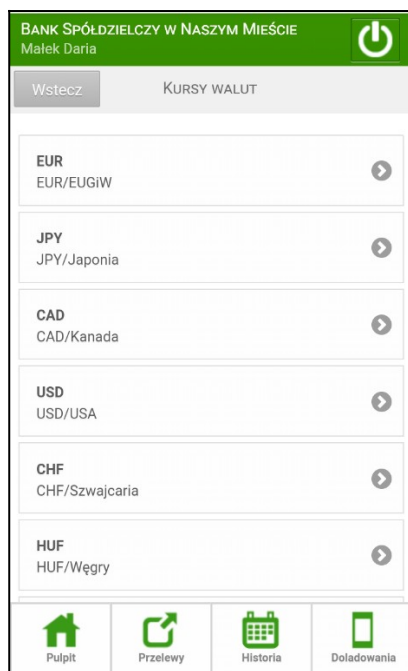 Bank Spółdzielczy w Naszym Mieście
Małek Daria
Wstecz
Kursy walut
EUR
EUR/EUGiW
JPY
JPY/Japonia
CAD
CAD/Kanada
USD
USD/USA
CHF
CHF/Szwajcaria
HUF
HUF/Węgry
Pulpit
Przelewy
Historia
Doladowania